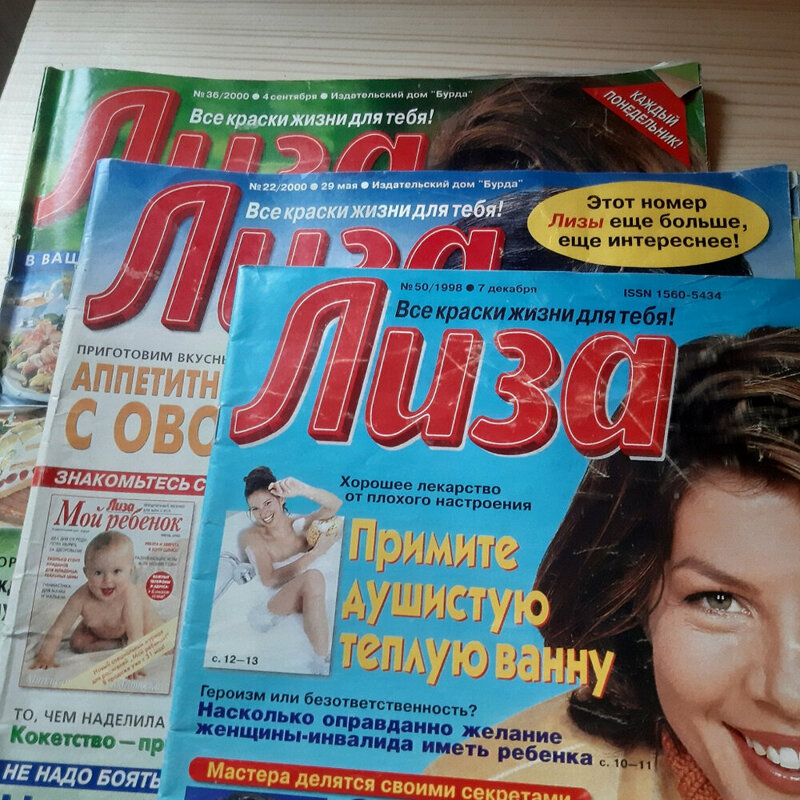 №36/2000 ● 4 сентября ● Издательский дом "Бурда"
Все краски жизни для тебя!
Лиза
КАЖДЫЙ
ПОНЕДЕЛЬНИК!
В ВАШ
№22/2000 ● 29 мая ● Издательский дом "Бурда"
Все краски жизни для тебя!
Лиза
Этот номер
Лизы еще больше,
еще интереснее!
ПРИГОТОВИМ ВКУСН
АППЕТИТН
С ОВО
ЗНАКОМЬТЕСЬ С
Лиза
Мой ребенок
ТО, ЧЕМ НАДЕЛИЛА
Кокетство — пр
НЕ НАДО БОЯТЬ
№50/1998 ● 7 декабря
ISSN 1560-5434
Все краски жизни для тебя!
Лиза
Хорошее лекарство
от плохого настроения
Примите
душистую
теплую ванну
с. 12—13
Героизм или безответственность?
Насколько оправданно желание
женщины-инвалида иметь ребенка с. 10—11
Мастера делятся своими секретами